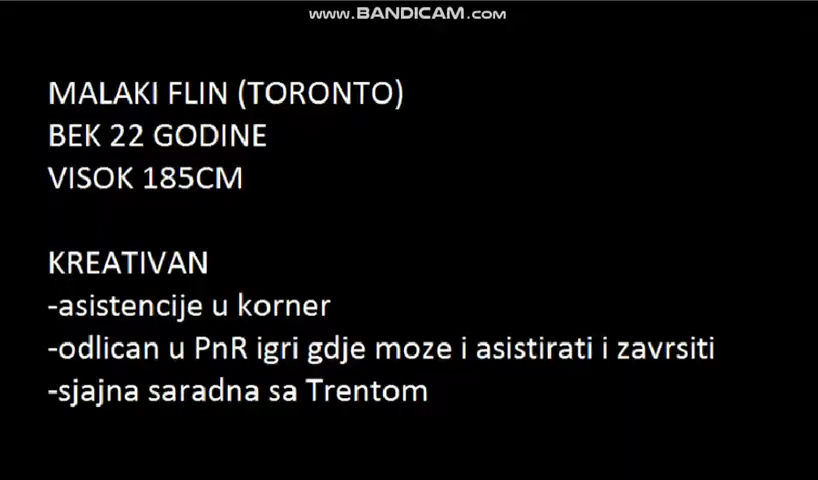 www.BANDICAM.com
MALAKI FLIN (TORONTO)
BEK 22 GODINE
VISOK 185CM
KREATIVAN
-asistencije u korner
-odlican u PnR igri gdje moze i asistirati i zavrsiti
-sjajna saradna sa Trentom